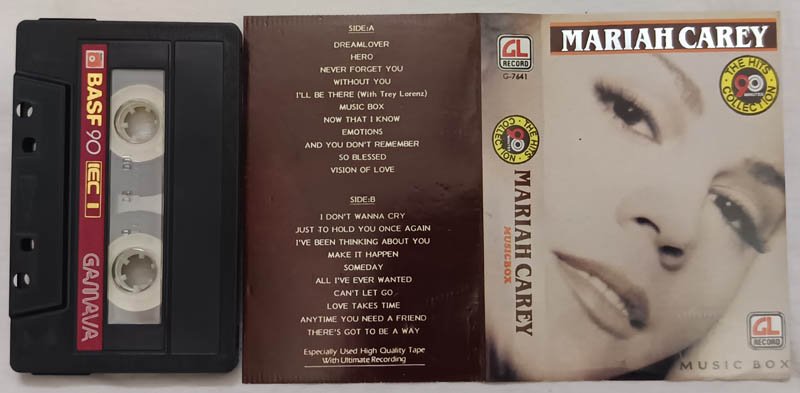 BASF 90 IEC I
GAMAVA
SIDE:A
DREAMLOVER
HERO
NEVER FORGET YOU
WITHOUT YOU
I'LL BE THERE (With Trey Lorenz)
MUSIC BOX
NOW THAT I KNOW
EMOTIONS
AND YOU DON'T REMEMBER
SO BLESSED
VISION OF LOVE
SIDE:B
I DON'T WANNA CRY
JUST TO HOLD YOU ONCE AGAIN
I'VE BEEN THINKING ABOUT YOU
MAKE IT HAPPEN
SOMEDAY
ALL I'VE EVER WANTED
CAN'T LET GO
LOVE TAKES TIME
ANYTIME YOU NEED A FRIEND
THERE'S GOT TO BE A WAY
Especially Used High Quality Tape
With Ultimate Recording
GL
RECORD
G-7641
THE HITS
90
COLLECTION
MARIAH CAREY
MUSIC BOX
MARIAH CAREY
THE HITS
90
MINUTES
COLLECTION
GL
RECORD
MUSIC BOX